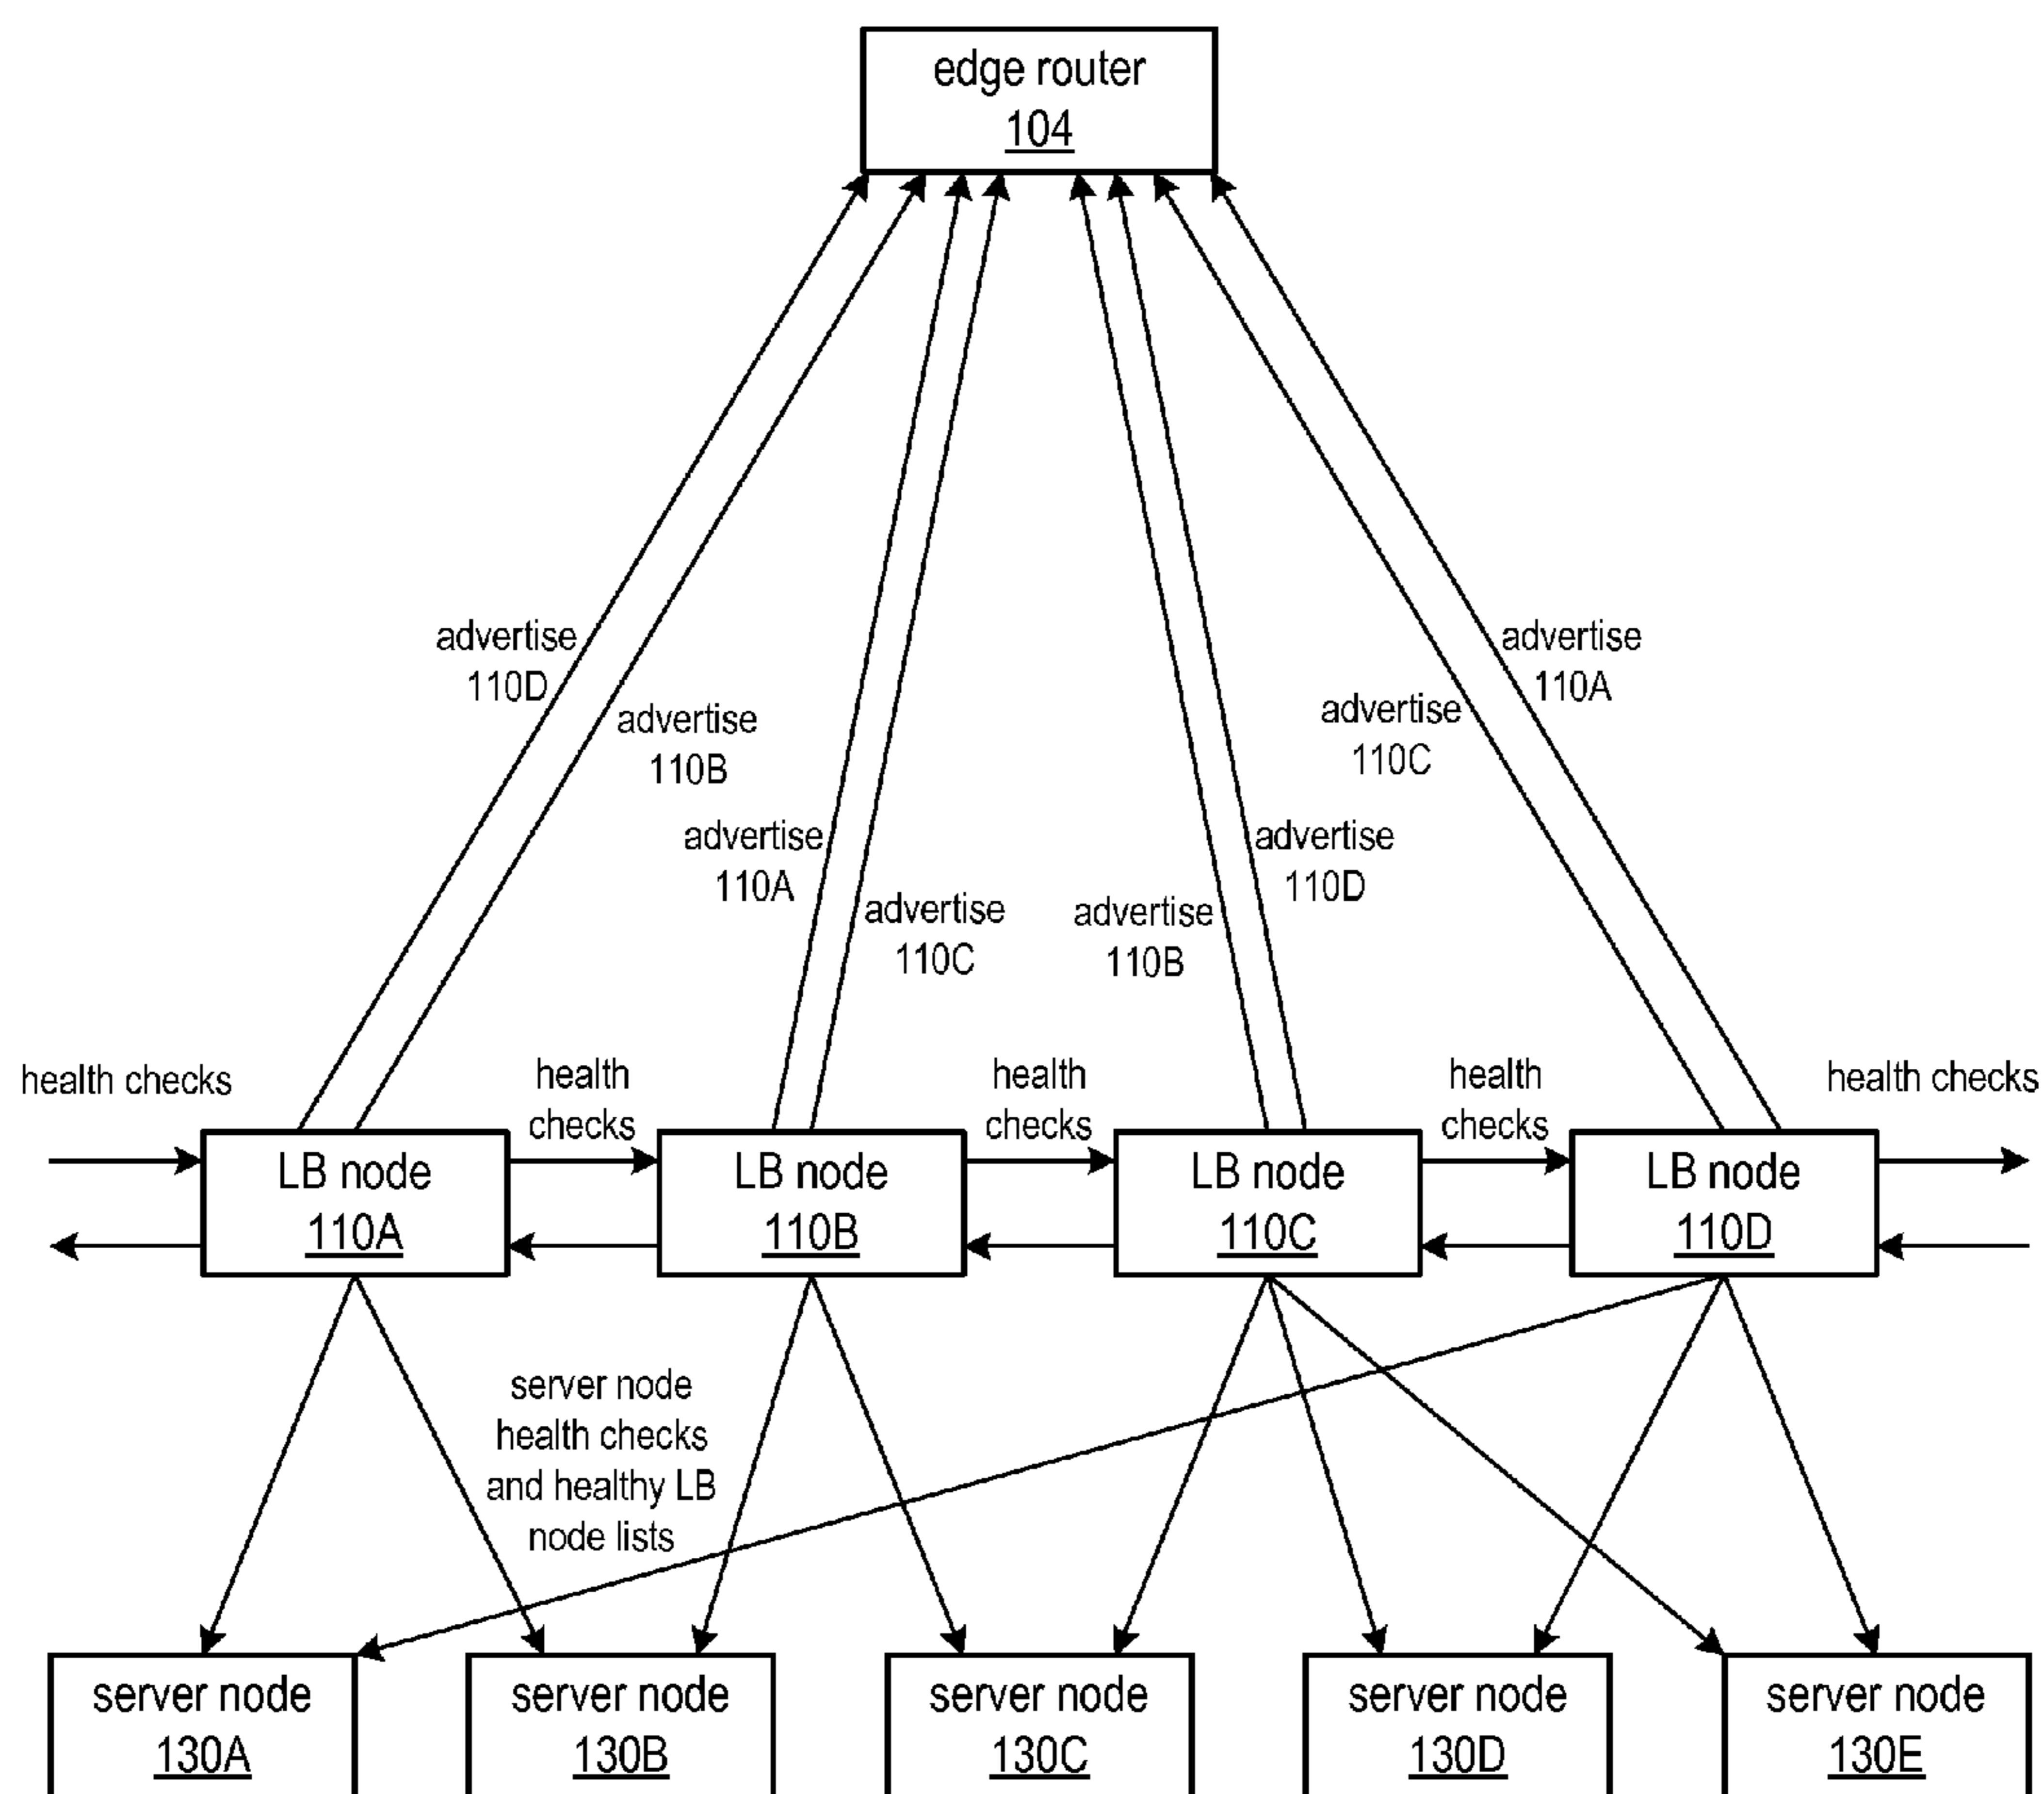 edge router
104
advertise
110D
advertise
110B
advertise
110A
advertise
110C
advertise
110B
advertise
110D
advertise
110C
advertise
110A
health checks
health
checks
health
checks
health
checks
health checks
LB node
110A
LB node
110B
LB node
110C
LB node
110D
server node
health checks
and healthy LB
node lists
server node
130A
server node
130B
server node
130C
server node
130D
server node
130E